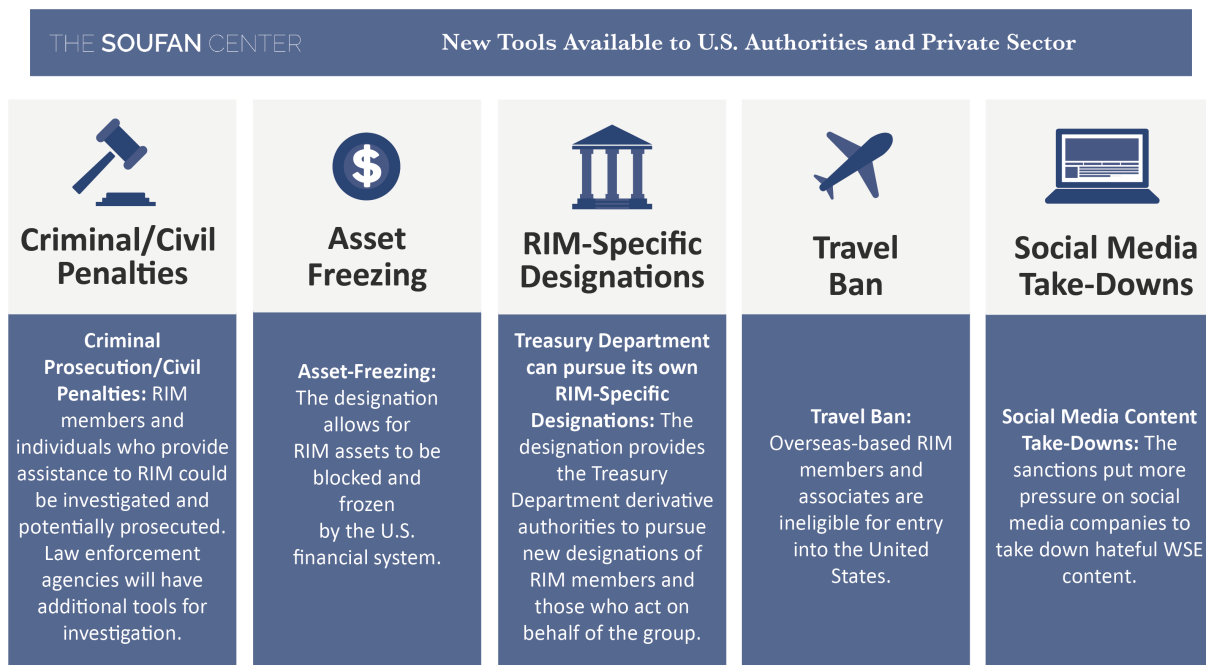 THE SOUFAN CENTER
New Tools Available to U.S. Authorities and Private Sector
Criminal/Civil
Penalties
Criminal
Prosecution/Civil
Penalties: RIM
members and
individuals who provide
assistance to RIM could
be investigated and
potentially prosecuted.
Law enforcement
agencies will have
additional tools for
investigation.
Asset
Freezing
Asset-Freezing:
The designation
allows for
RIM assets to be
blocked and
frozen
by the U.S.
financial system.
RIM-Specific
Designations
Treasury Department
can pursue its own
RIM-Specific
Designations: The
designation provides
the Treasury
Department derivative
authorities to pursue
new designations of
RIM members and
those who act on
behalf of the group.
Travel
Ban
Travel Ban:
Overseas-based RIM
members and
associates are
ineligible for entry
into the United
States.
Social Media
Take-Downs
Social Media Content
Take-Downs: The
sanctions put more
pressure on social
media companies to
take down hateful WSE
content.